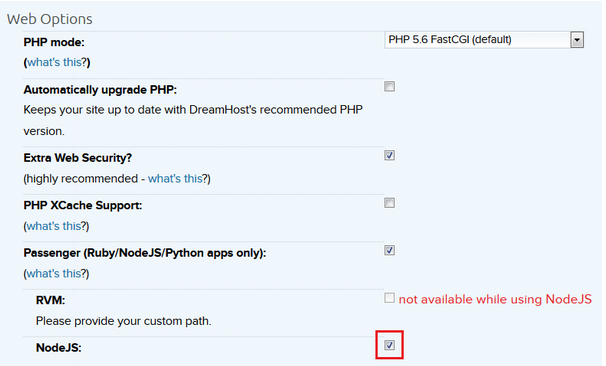 Web Options
PHP mode:
PHP 5.6 FastCGI (default)
(what's this?)
Automatically upgrade PHP:
Keeps your site up to date with DreamHost's recommended PHP
version.
Extra Web Security?
(highly recommended - what's this?)
PHP XCache Support:
(what's this?)
Passenger (Ruby/NodeJS/Python apps only):
(what's this?)
RVM:
not available while using NodeJS
Please provide your custom path.
NodeJS: